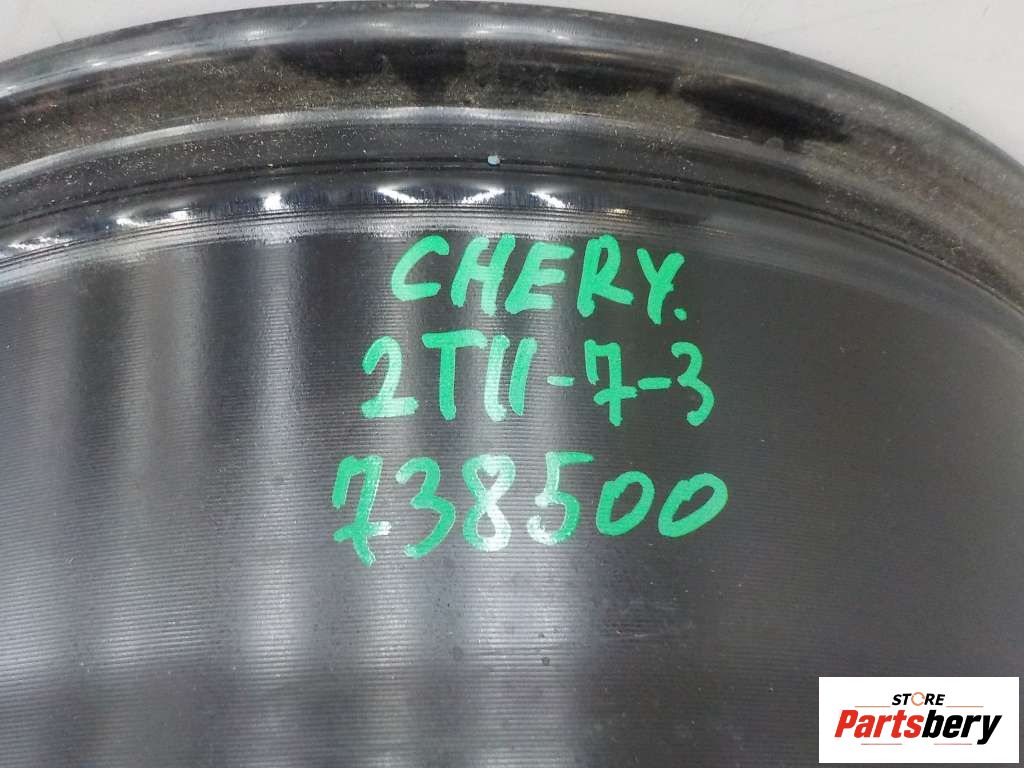 CHERY.
2T11-7-3
738500
STORE
Partsbery